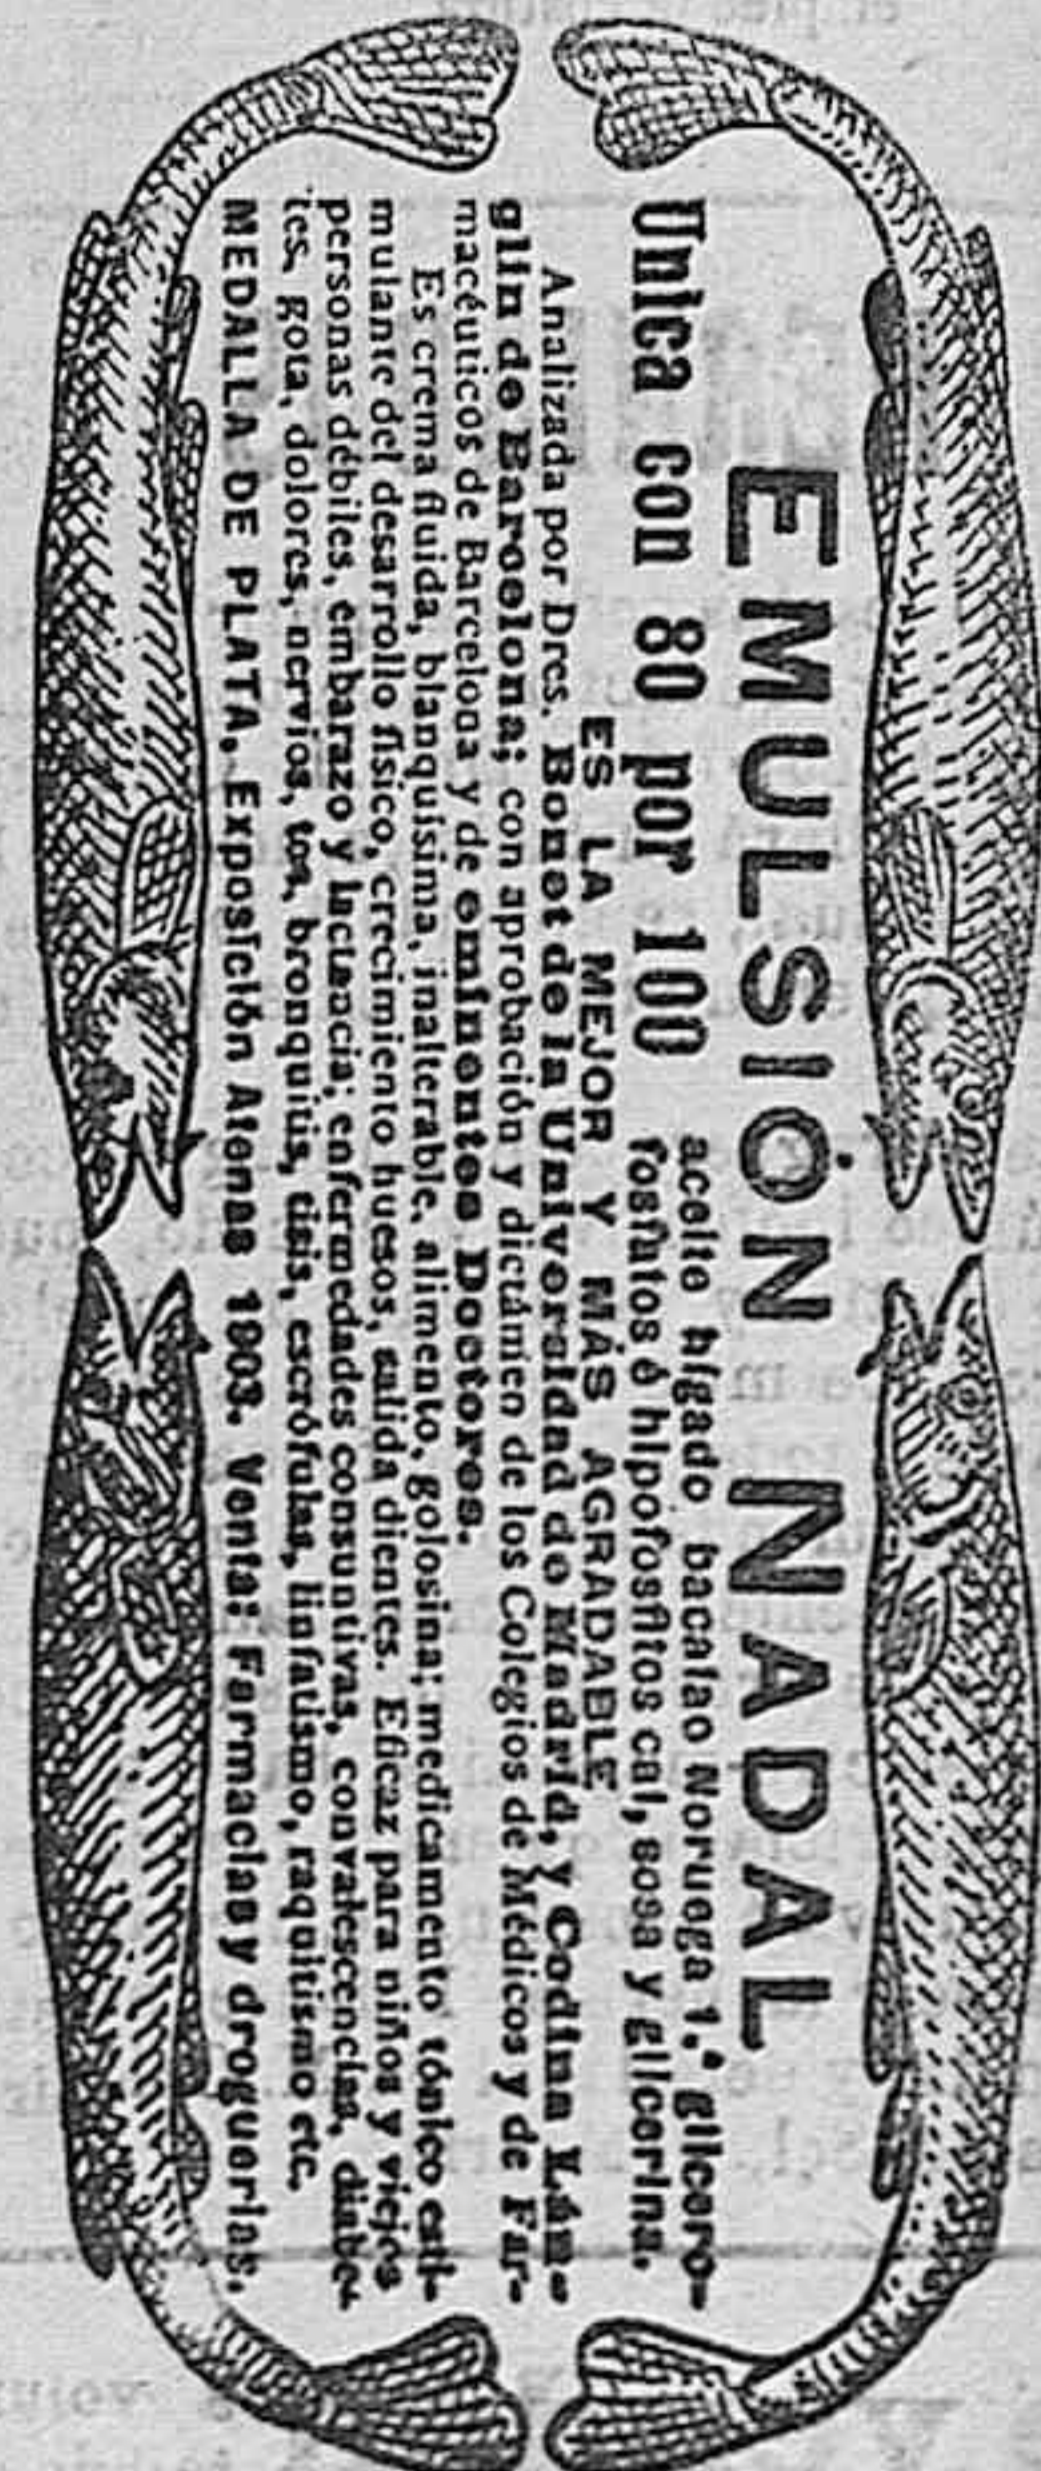 EMULSIÓN NADAL
Unica con 80 por 100 aceite hígado bacalao Noruega 1.ª glicero-
fosfatos é hipofosfitos cal, sosa y glicerina.
ES LA MEJOR Y MÁS AGRADABLE
Analizada por Dres. Bonet de la Universidad de Madrid, y Codina Län-
glin de Barcelona; con aprobación y dictámen de los Colegios de Médicos y de Far-
macéuticos de Barcelona y de eminentes Doctores.
Es crema fluida, blanquísima, inalterable, alimento, golosina; medicamento tónico esti-
mulante del desarrollo físico, crecimiento huesos, salida dientes. Eficaz para niños y viejos
personas débiles, embarazo y lactancia; enfermedades consuntivas, convalescencias, diabe-
tes, gota, dolores, nervios, tos, bronquitis, tisis, escrófulas, linfatismo, raquitismo etc.
MEDALLA DE PLATA, Exposición Atenas 1903. Venta: Farmacias y droguerías.